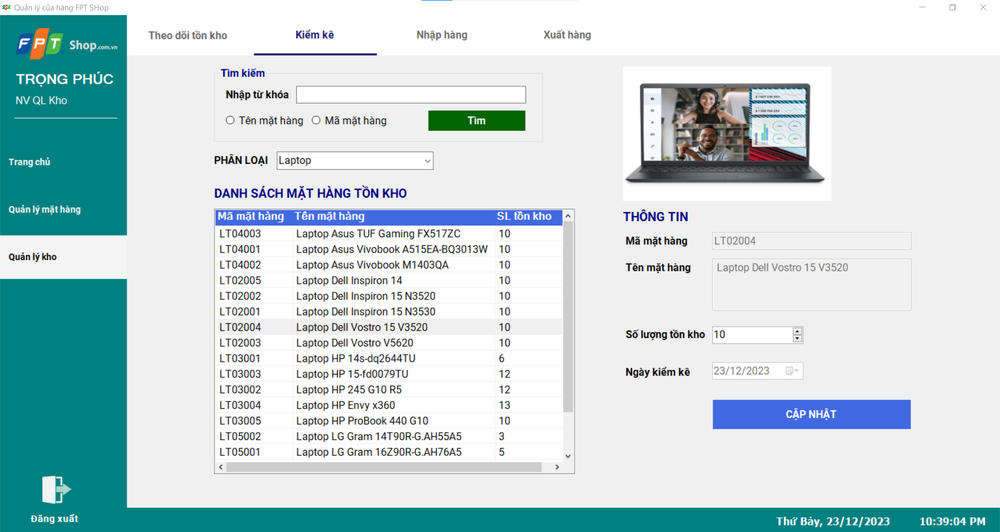 Quản lý của hàng FPT SHop
FPT Shop.com.vn
TRỌNG PHÚC
NV QL Kho
Trang chủ
Quản lý mặt hàng
Quản lý kho
Đăng xuất
Theo dõi tồn kho
Kiểm kê
Nhập hàng
Xuất hàng
Tìm kiếm
Nhập từ khóa
Tên mặt hàng
Mã mặt hàng
Tìm
PHÂN LOẠI
Laptop
DANH SÁCH MẶT HÀNG TỒN KHO
Mã mặt hàng Tên mặt hàng SL tồn kho
LT04003 Laptop Asus TUF Gaming FX517ZC 10
LT04001 Laptop Asus Vivobook A515EA-BQ3013W 10
LT04002 Laptop Asus Vivobook M1403QA 10
LT02005 Laptop Dell Inspiron 14 10
LT02002 Laptop Dell Inspiron 15 N3520 10
LT02001 Laptop Dell Inspiron 15 N3530 10
LT02004 Laptop Dell Vostro 15 V3520 10
LT02003 Laptop Dell Vostro V5620 10
LT03001 Laptop HP 14s-dq2644TU 6
LT03003 Laptop HP 15-fd0079TU 12
LT03002 Laptop HP 245 G10 R5 12
LT03004 Laptop HP Envy x360 13
LT03005 Laptop HP ProBook 440 G10 10
LT05002 Laptop LG Gram 14T90R-G.AH55A5 3
LT05001 Laptop LG Gram 16Z90R-G.AH76A5 5
THÔNG TIN
Mã mặt hàng LT02004
Tên mặt hàng Laptop Dell Vostro 15 V3520
Số lượng tồn kho 10
Ngày kiểm kê 23/12/2023
CẬP NHẬT
Thứ Bảy, 23/12/2023 10:39:04 PM